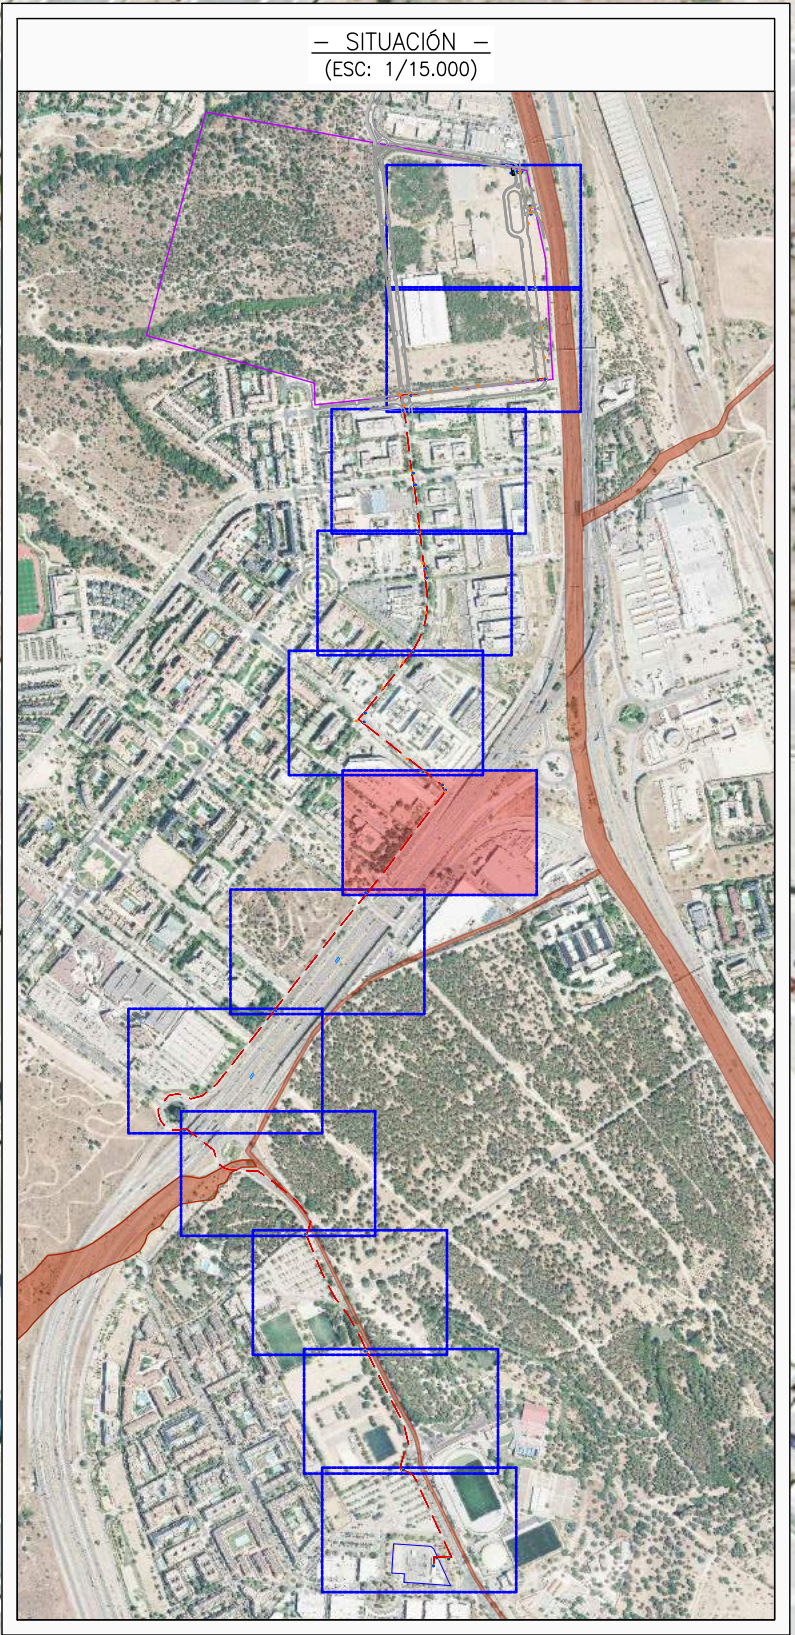 – SITUACIÓN –
(ESC: 1/15.000)